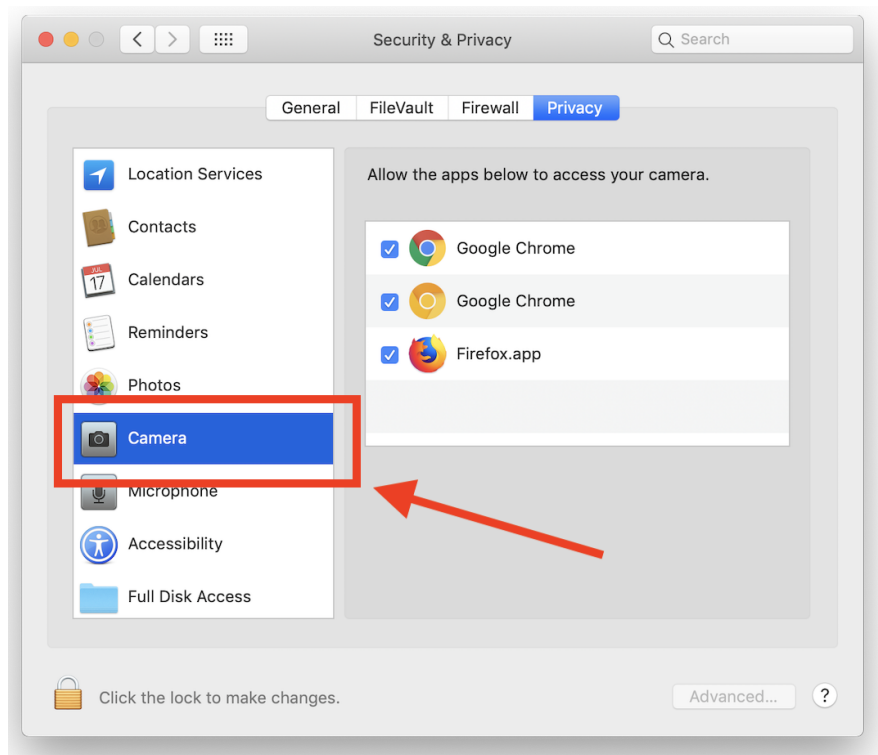 Security & Privacy
Search
General
FileVault
Firewall
Privacy
Location Services
Contacts
JUL
17
Calendars
Reminders
Photos
Camera
Microphone
Accessibility
Full Disk Access
Allow the apps below to access your camera.
Google Chrome
Google Chrome
Firefox.app
Click the lock to make changes.
Advanced...
?